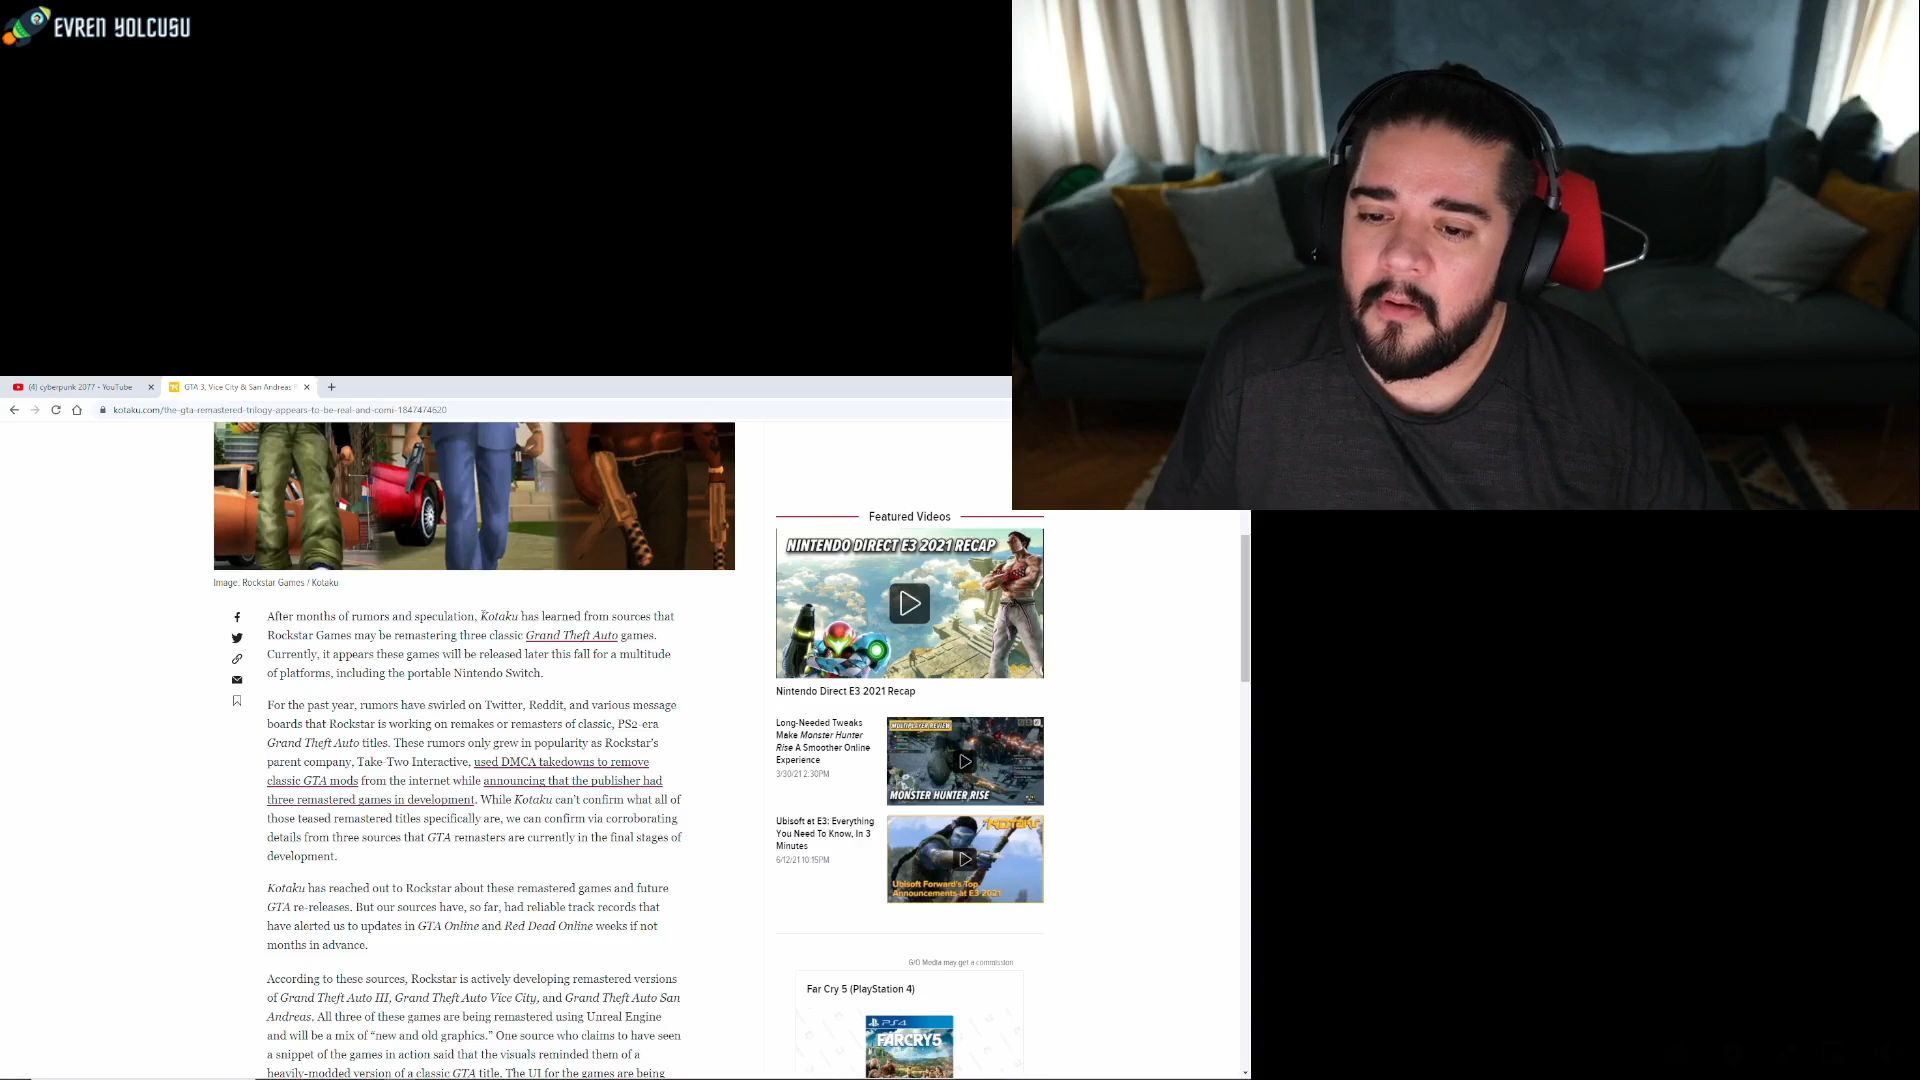 EVREN YOLCUSU
(4) cyberpunk 2077 - YouTube
GTA 3, Vice City & San Andreas
kotaku.com/the-gta-remastered-trilogy-appears-to-be-real-and-comi-1847474620
Image: Rockstar Games / Kotaku
After months of rumors and speculation, Kotaku has learned from sources that
Rockstar Games may be remastering three classic Grand Theft Auto games.
Currently, it appears these games will be released later this fall for a multitude
of platforms, including the portable Nintendo Switch.
For the past year, rumors have swirled on Twitter, Reddit, and various message
boards that Rockstar is working on remakes or remasters of classic, PS2-era
Grand Theft Auto titles. These rumors only grew in popularity as Rockstar's
parent company, Take-Two Interactive, used DMCA takedowns to remove
classic GTA mods from the internet while announcing that the publisher had
three remastered games in development. While Kotaku can't confirm what all of
those teased remastered titles specifically are, we can confirm via corroborating
details from three sources that GTA remasters are currently in the final stages of
development.
Kotaku has reached out to Rockstar about these remastered games and future
GTA re-releases. But our sources have, so far, had reliable track records that
have alerted us to updates in GTA Online and Red Dead Online weeks if not
months in advance.
According to these sources, Rockstar is actively developing remastered versions
of Grand Theft Auto III, Grand Theft Auto Vice City, and Grand Theft Auto San
Andreas. All three of these games are being remastered using Unreal Engine
and will be a mix of “new and old graphics.” One source who claims to have seen
a snippet of the games in action said that the visuals reminded them of a
heavily-modded version of a classic GTA title. The UI for the games are being
Featured Videos
NINTENDO DIRECT E3 2021 RECAP
Nintendo Direct E3 2021 Recap
Long-Needed Tweaks
Make Monster Hunter
Rise A Smoother Online
Experience
3/30/21 2:30PM
MULTIPLAYER REVIEW
MONSTER HUNTER RISE
Ubisoft at E3: Everything
You Need To Know, In 3
Minutes
6/12/21 10:15PM
KOTAKU
Ubisoft Forward's Top
Announcements at E3 2021
G/O Media may get a commission
Far Cry 5 (PlayStation 4)
PS4
FARCRY5